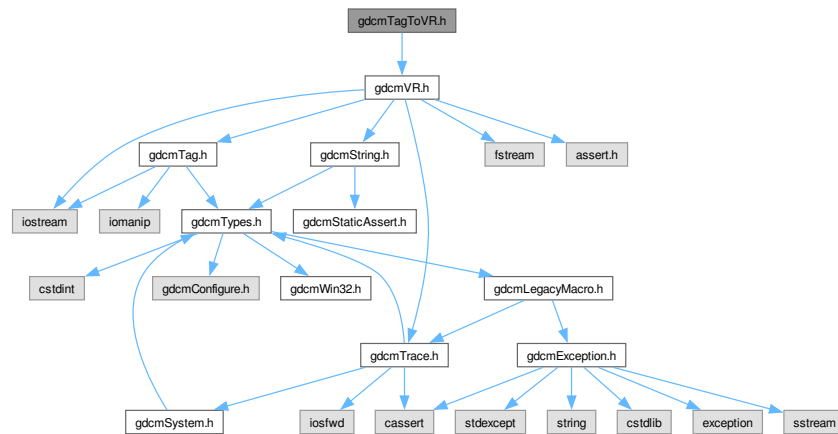 gdcmTagToVR.h
gdcmVR.h
gdcmTag.h
gdcmString.h
fstream
assert.h
iostream
iomanip
gdcmTypes.h
gdcmStaticAssert.h
cstdint
gdcmConfigure.h
gdcmWin32.h
gdcmLegacyMacro.h
gdcmTrace.h
gdcmException.h
gdcmSystem.h
iosfwd
cassert
stdexcept
string
cstdlib
exception
sstream